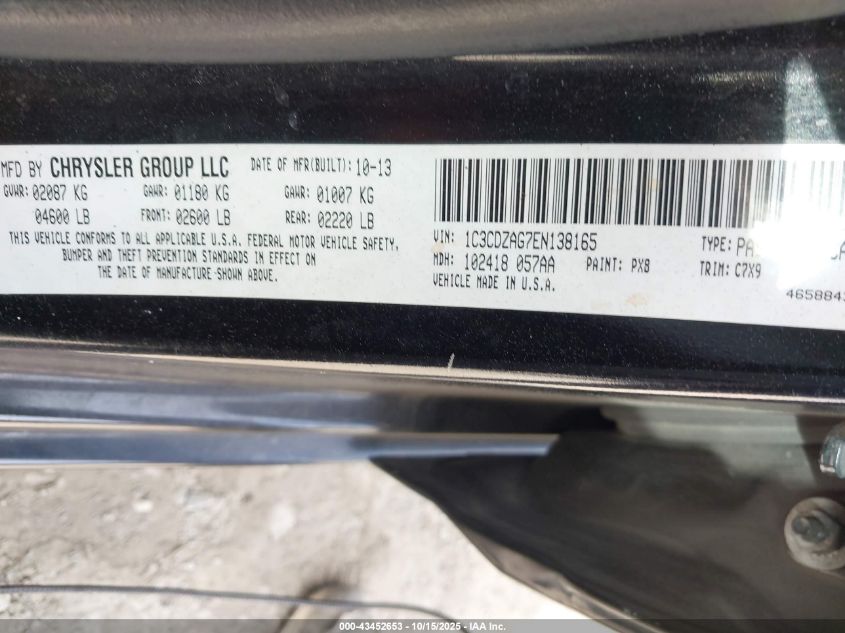 MFD BY CHRYSLER GROUP LLC DATE OF MFR(BUILT): 10-13
GVWR: 02087 KG GAWR: 01180 KG GAWR: 01007 KG
04600 LB FRONT: 02600 LB REAR: 02220 LB
THIS VEHICLE CONFORMS TO ALL APPLICABLE U.S.A. FEDERAL MOTOR VEHICLE SAFETY,
BUMPER AND THEFT PREVENTION STANDARDS IN EFFECT ON
THE DATE OF MANUFACTURE-SHOWN ABOVE.
VIN: 1C3CDZAG7EN138165 TYPE:
MDH: 102418 057AA PAINT: PX8 TRIM: C7X9
VEHICLE MADE IN U.S.A.
000-43452653 - 10/15/2025 - IAA Inc.